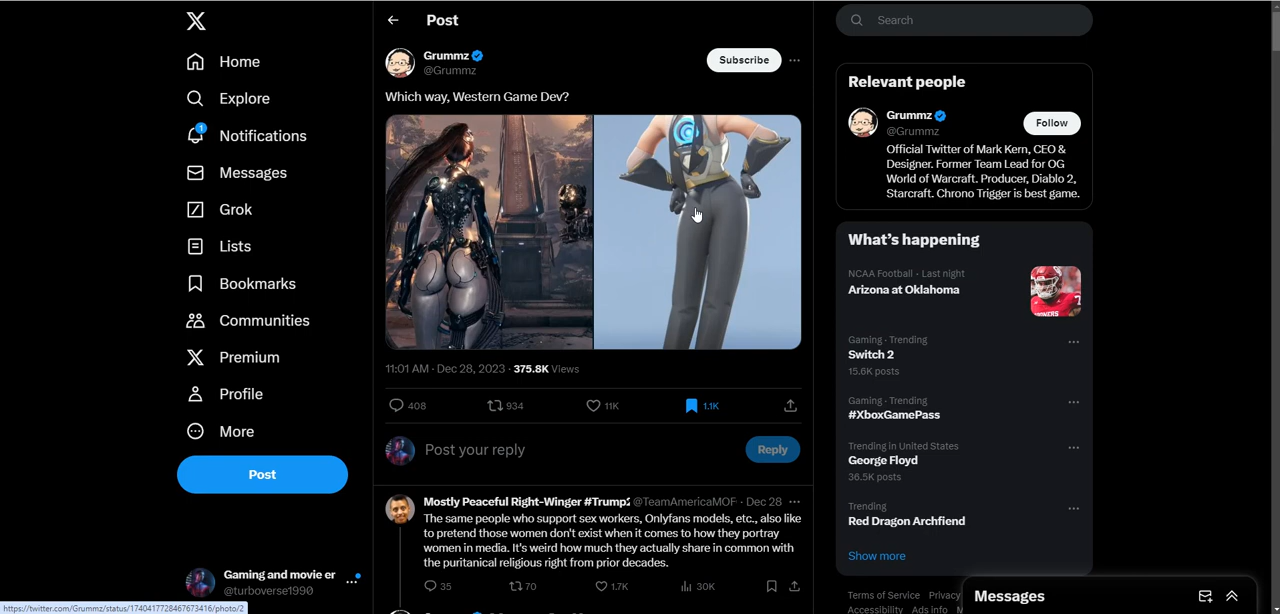 Post
Search
Home
Explore
1
Notifications
Messages
Grok
Lists
Bookmarks
Communities
Premium
Profile
More
Post
Gaming and movie er
@turboverse1990
https://twitter.com/Grummz/status/1740417728467673416/photo/2
Grummz
@Grummz
Subscribe
Which way, Western Game Dev?
11:01 AM · Dec 28, 2023 · 375.8K Views
408
934
11K
1.1K
Post your reply
Reply
Mostly Peaceful Right-Winger #Trump2 @TeamAmericaMOF · Dec 28
The same people who support sex workers, Onlyfans models, etc., also like
to pretend those women don't exist when it comes to how they portray
women in media. It's weird how much they actually share in common with
the puritanical religious right from prior decades.
35
70
1.7K
30K
Relevant people
Grummz
@Grummz
Follow
Official Twitter of Mark Kern, CEO &
Designer. Former Team Lead for OG
World of Warcraft. Producer, Diablo 2,
Starcraft. Chrono Trigger is best game.
What's happening
NCAA Football · Last night
Arizona at Oklahoma
Gaming · Trending
Switch 2
15.6K posts
Gaming · Trending
#XboxGamePass
Trending in United States
George Floyd
36.5K posts
Trending
Red Dragon Archfiend
Show more
Terms of Service Privacy
Accessibility Ads info
Messages